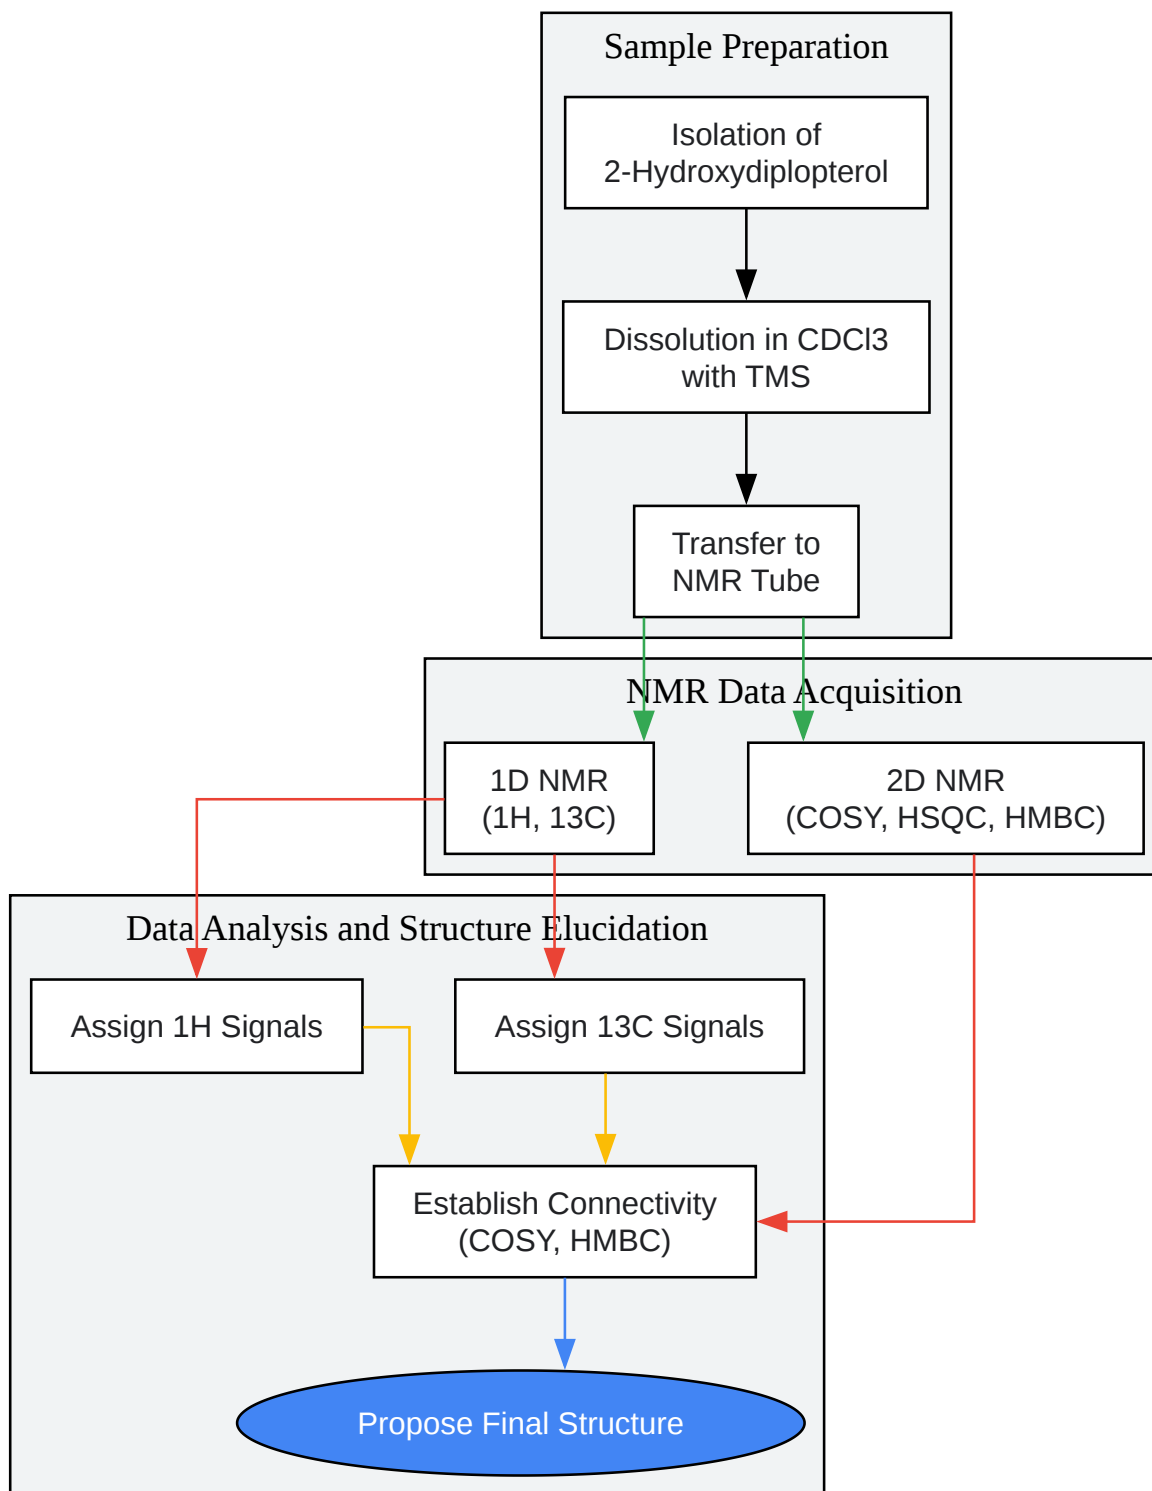 Sample Preparation
Isolation of
2-Hydroxydiplopterol
Dissolution in CDCl3
with TMS
Transfer to
NMR Tube
NMR Data Acquisition
1D NMR
(1H, 13C)
2D NMR
(COSY, HSQC, HMBC)
Data Analysis and Structure Elucidation
Assign 1H Signals
Assign 13C Signals
Establish Connectivity
(COSY, HMBC)
Propose Final Structure